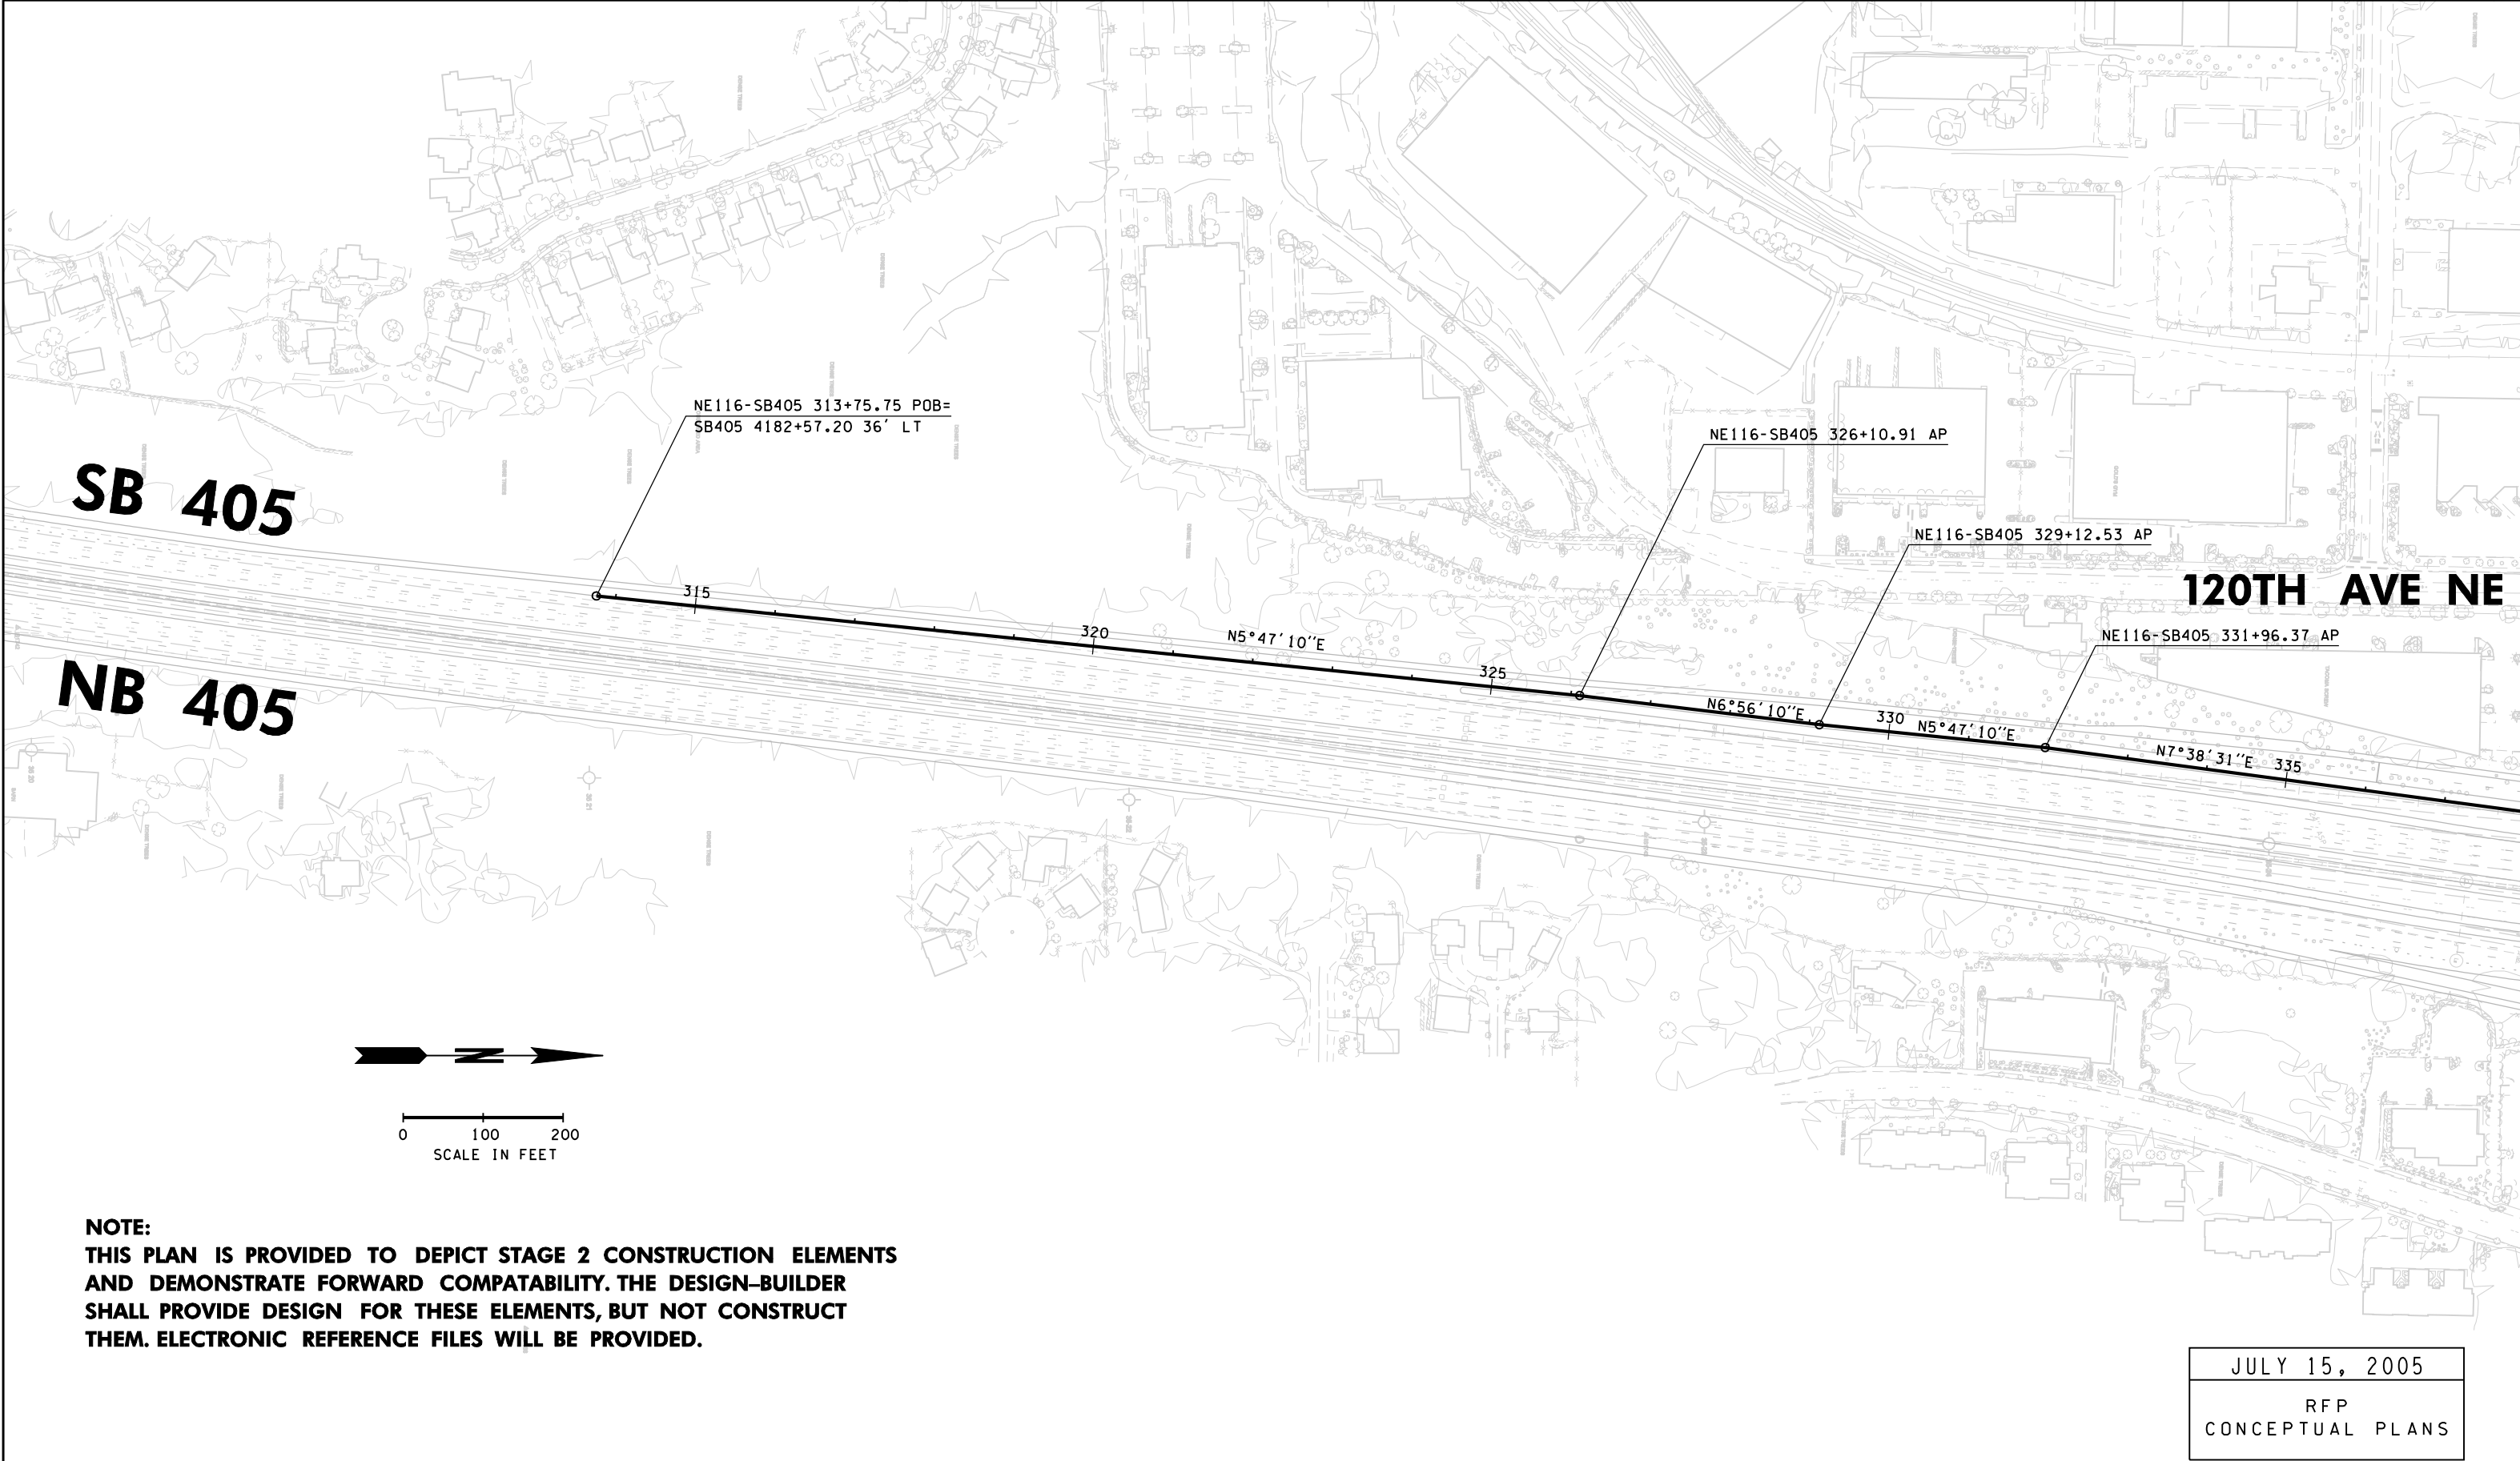 NE116-SB405 313+75.75 POB=
SB405 4182+57.20 36' LT
NE116-SB405 326+10.91 AP
SB 405
NE116-SB405 329+12.53 AP
120TH AVE NE
315
320
N5°47'10"E
NE116-SB405 331+96.37 AP
325
NB 405
N6°56'10"E
330
N5°47'10"E
N7°38'31"E
335
N
0 100 200
SCALE IN FEET
NOTE:
THIS PLAN IS PROVIDED TO DEPICT STAGE 2 CONSTRUCTION ELEMENTS
AND DEMONSTRATE FORWARD COMPATABILITY. THE DESIGN–BUILDER
SHALL PROVIDE DESIGN FOR THESE ELEMENTS, BUT NOT CONSTRUCT
THEM. ELECTRONIC REFERENCE FILES WILL BE PROVIDED.
JULY 15, 2005
RFP
CONCEPTUAL PLANS